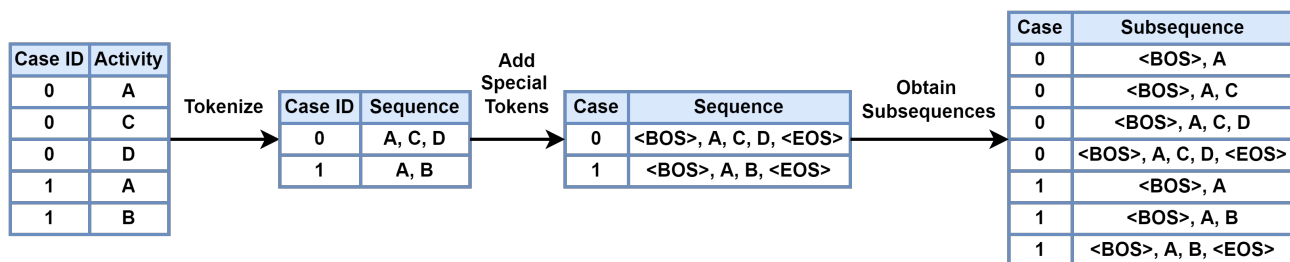 Case ID Activity
0 A
0 C
0 D
1 A
1 B
Tokenize
Case ID Sequence
0 A, C, D
1 A, B
Add
Special
Tokens
Case Sequence
0 <BOS>, A, C, D, <EOS>
1 <BOS>, A, B, <EOS>
Obtain
Subsequences
Case Subsequence
0 <BOS>, A
0 <BOS>, A, C
0 <BOS>, A, C, D
0 <BOS>, A, C, D, <EOS>
1 <BOS>, A
1 <BOS>, A, B
1 <BOS>, A, B, <EOS>